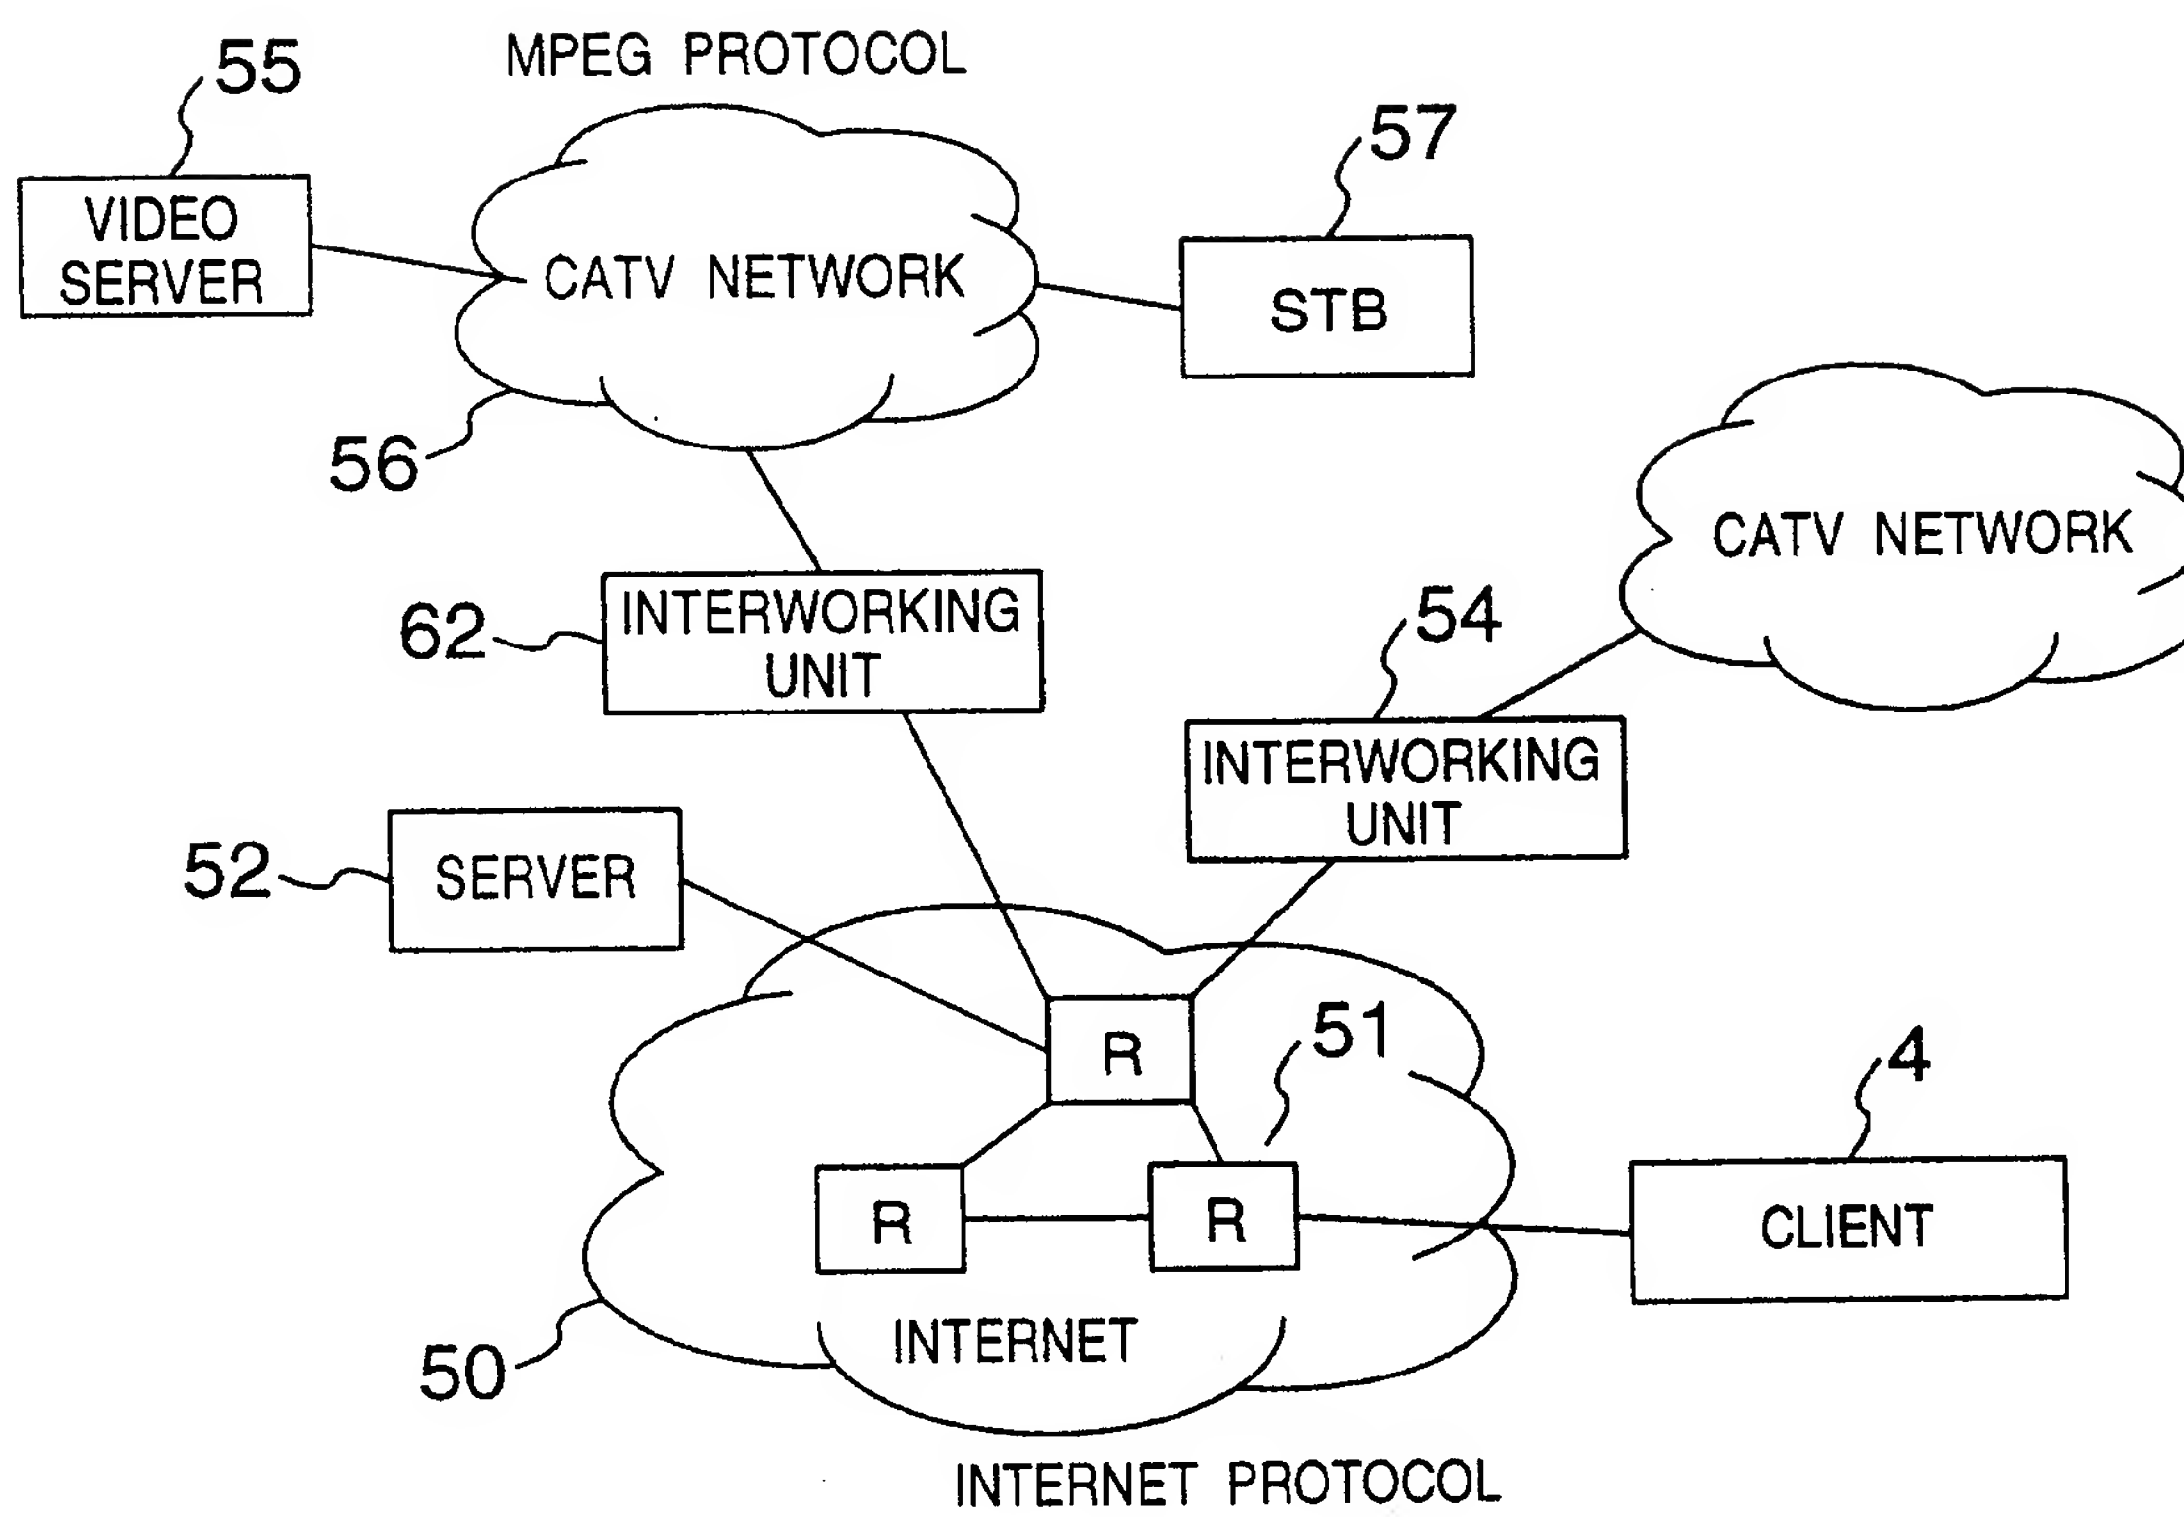 MPEG PROTOCOL
55
57
VIDEO
SERVER
CATV NETWORK
STB
56
CATV NETWORK
62
INTERWORKING
UNIT
54
INTERWORKING
UNIT
52
SERVER
R
51
4
R
R
CLIENT
INTERNET
50
INTERNET PROTOCOL